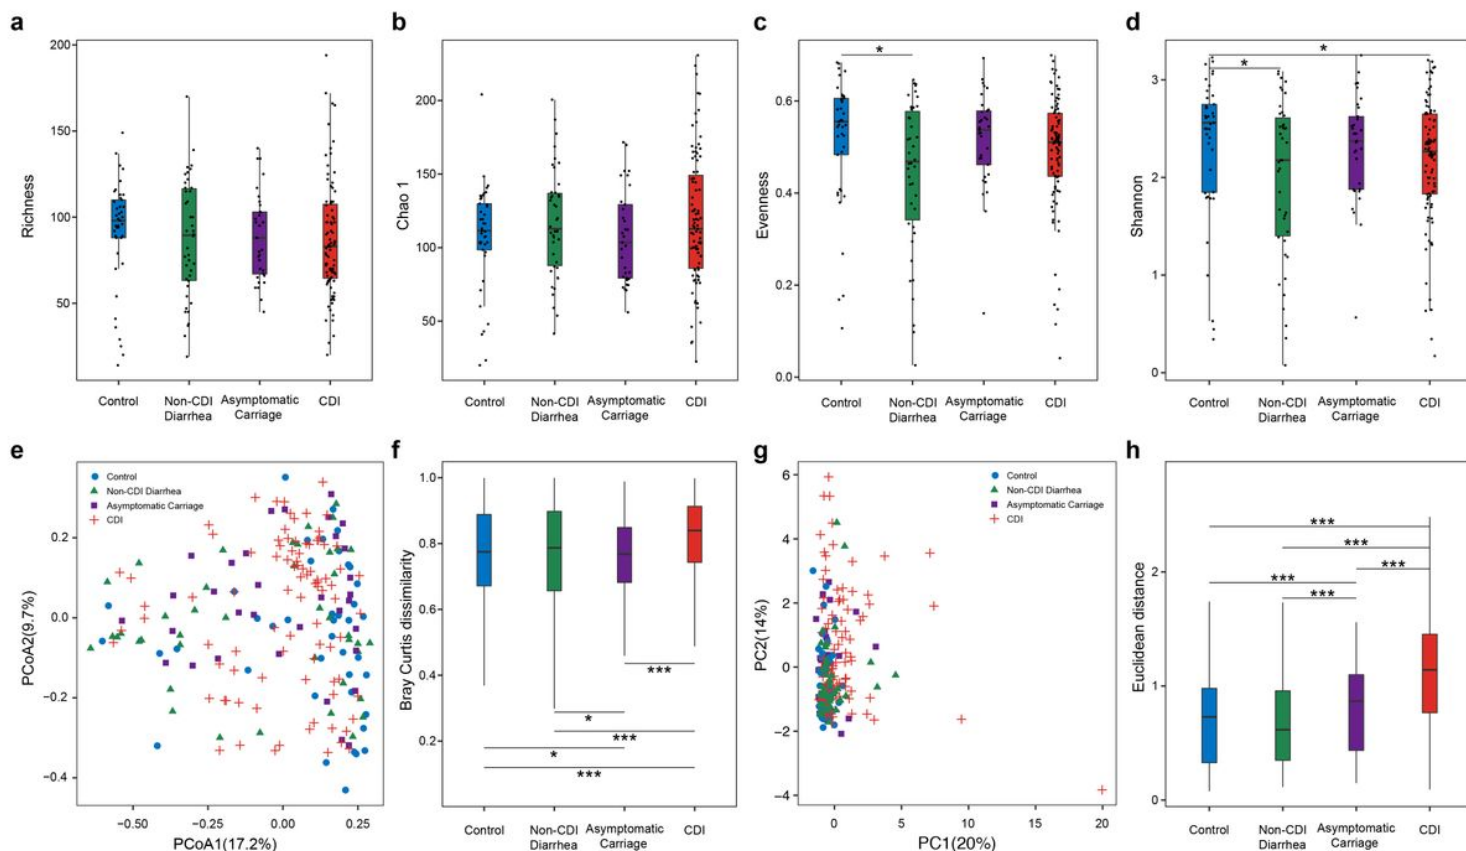 a
Richness
200
150
100
50
Control
Non-CDI
Diarrhea
Asymptomatic
Carriage
CDI
b
Chao 1
200
150
100
50
Control
Non-CDI
Diarrhea
Asymptomatic
Carriage
CDI
c
Evenness
0.6
0.4
0.2
0.0
*
Control
Non-CDI
Diarrhea
Asymptomatic
Carriage
CDI
d
Shannon
3
2
1
0
*
*
Control
Non-CDI
Diarrhea
Asymptomatic
Carriage
CDI
e
Control
Non-CDI Diarrhea
Asymptomatic Carriage
CDI
PCoA2(9.7%)
0.2
0.0
−0.2
−0.4
−0.50
−0.25
0.00
0.25
PCoA1(17.2%)
f
Bray Curtis dissimilarity
1.0
0.8
0.6
0.4
0.2
***
*
***
*
***
Control
Non-CDI
Diarrhea
Asymptomatic
Carriage
CDI
g
Control
Non-CDI Diarrhea
Asymptomatic Carriage
CDI
PC2(14%)
6
4
2
0
−2
−4
0
5
10
15
20
PC1(20%)
h
Euclidean distance
2
1
0
***
***
***
***
***
Control
Non-CDI
Diarrhea
Asymptomatic
Carriage
CDI